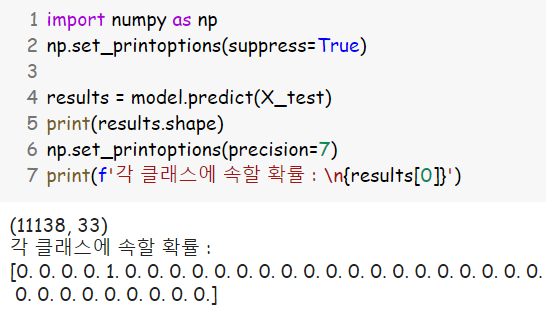 1 import numpy as np
2 np.set_printoptions(suppress=True)
3
4 results = model.predict(X_test)
5 print(results.shape)
6 np.set_printoptions(precision=7)
7 print(f'각 클래스에 속할 확률 : \n{results[0]}')
(11138, 33)
각 클래스에 속할 확률 :
[0. 0. 0. 0. 1. 0. 0. 0. 0. 0. 0. 0. 0. 0. 0. 0. 0. 0. 0. 0. 0. 0. 0. 0.
0. 0. 0. 0. 0. 0. 0. 0. 0.]